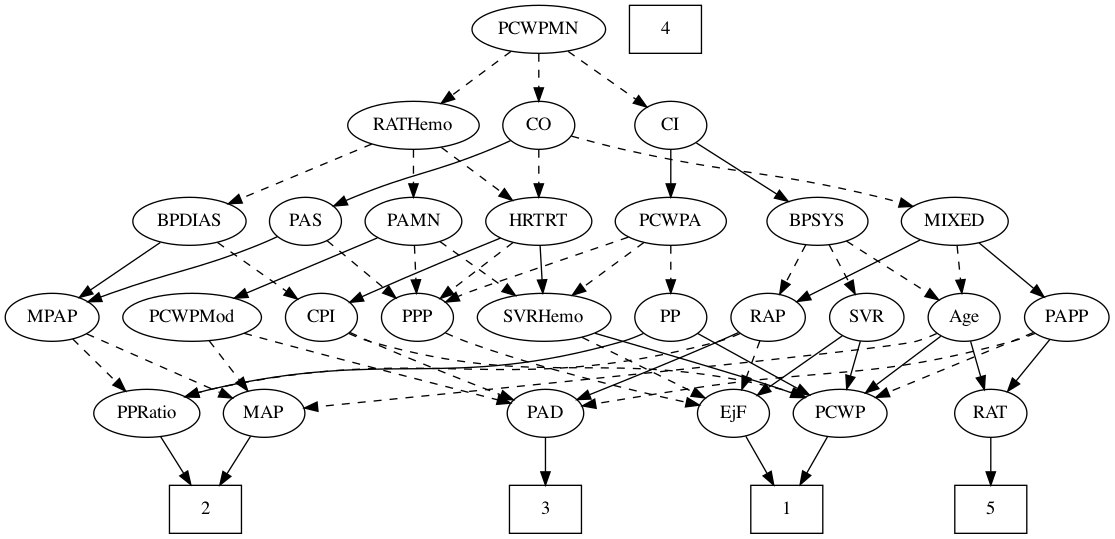 PCWPMN
4
RATHemo
CO
CI
BPDIAS
PAS
PAMN
HRTRT
PCWPA
BPSYS
MIXED
MPAP
PCWPMod
CPI
PPP
SVRHemo
PP
RAP
SVR
Age
PAPP
PPRatio
MAP
PAD
EjF
PCWP
RAT
2
3
1
5